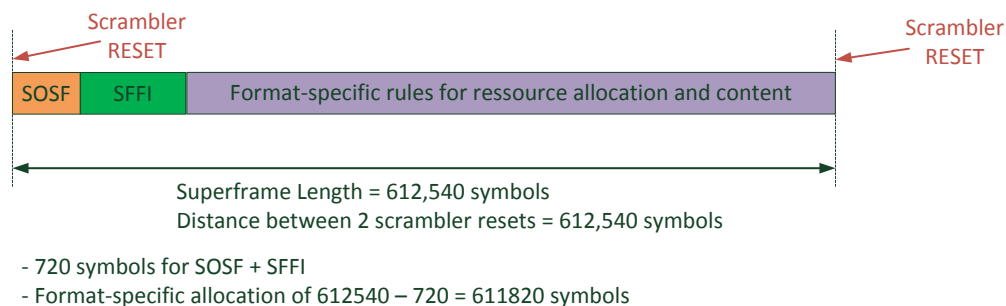 Scrambler
RESET
Scrambler
RESET
SOSF
SFFI
Format-specific rules for ressource allocation and content
Superframe Length = 612,540 symbols
Distance between 2 scrambler resets = 612,540 symbols
- 720 symbols for SOSF + SFFI
- Format-specific allocation of 612540 – 720 = 611820 symbols